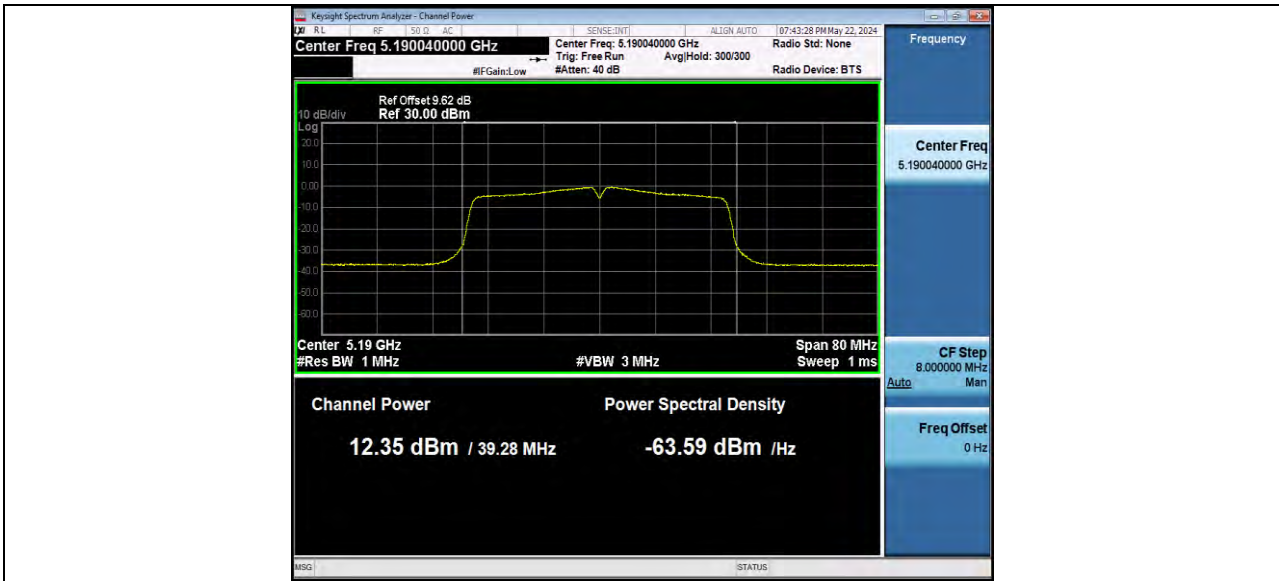 Keysight Spectrum Analyzer - Channel Power
LXI RL RF 50 Ω AC SENSE:INT ALIGN AUTO 07:43:28 PM May 22, 2024
Center Freq 5.190040000 GHz
Center Freq: 5.190040000 GHz
Radio Std: None
Trig: Free Run
Avg|Hold: 300/300
#IFGain:Low
#Atten: 40 dB
Radio Device: BTS
Ref Offset 9.62 dB
10 dB/div
Ref 30.00 dBm
Log
20.0
10.0
0.00
-10.0
-20.0
-30.0
-40.0
-50.0
-60.0
Center 5.19 GHz
Span 80 MHz
#Res BW 1 MHz
#VBW 3 MHz
Sweep 1 ms
Channel Power
Power Spectral Density
12.35 dBm / 39.28 MHz
-63.59 dBm /Hz
Frequency
Center Freq
5.190040000 GHz
CF Step
8.000000 MHz
Auto Man
Freq Offset
0 Hz
MSG
STATUS